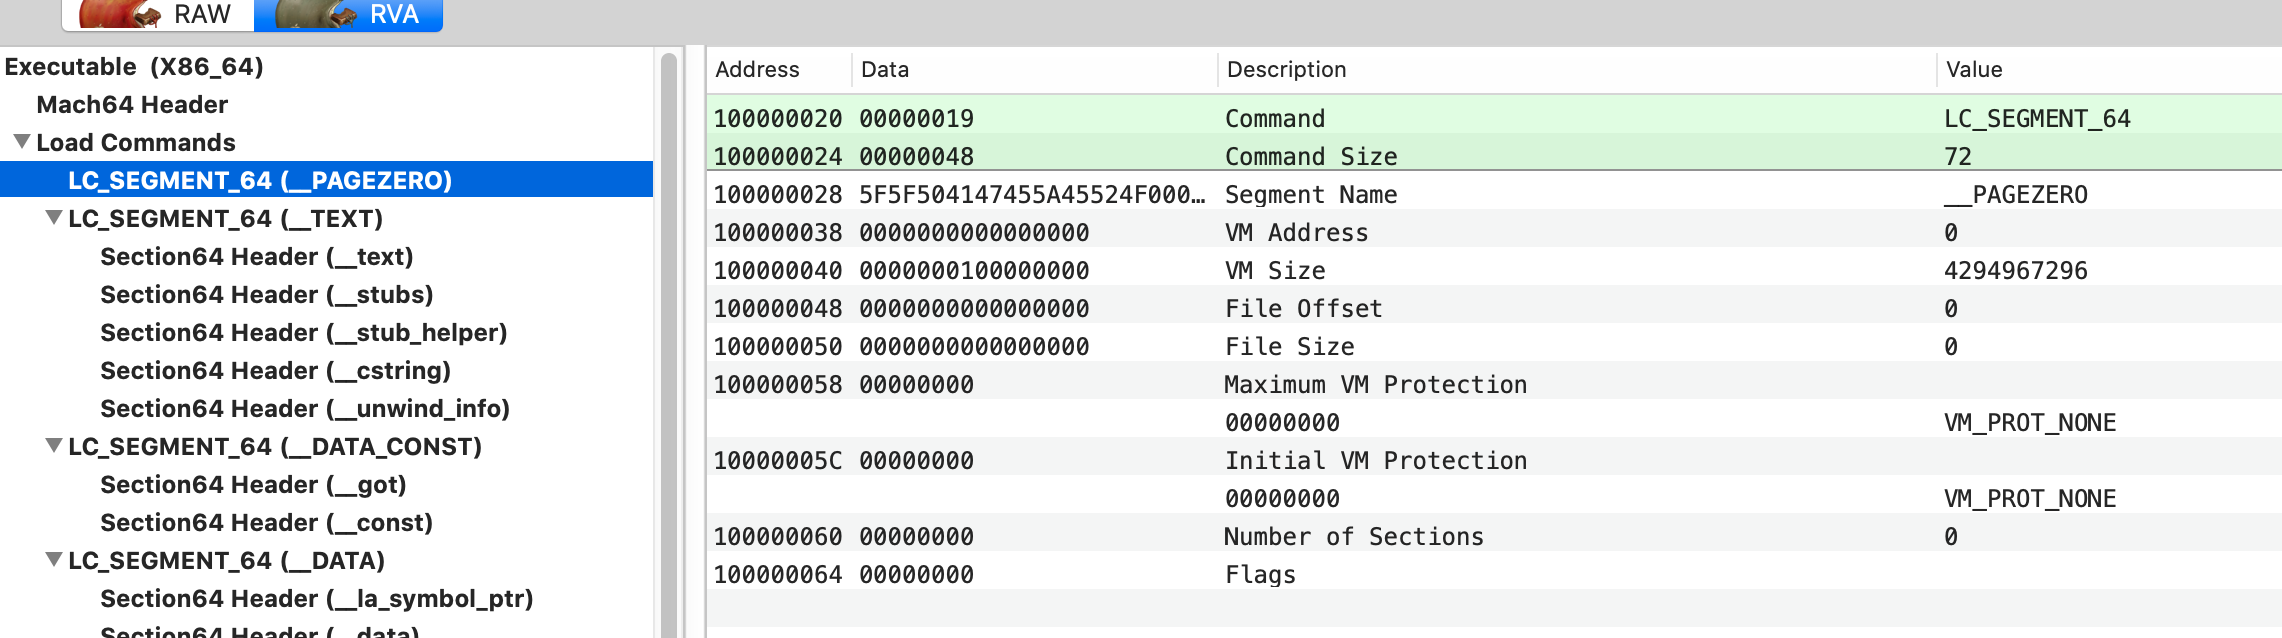 RAW RVA
Executable (X86_64)
Mach64 Header
Load Commands
LC_SEGMENT_64 (__PAGEZERO)
LC_SEGMENT_64 (__TEXT)
Section64 Header (__text)
Section64 Header (__stubs)
Section64 Header (__stub_helper)
Section64 Header (__cstring)
Section64 Header (__unwind_info)
LC_SEGMENT_64 (__DATA_CONST)
Section64 Header (__got)
Section64 Header (__const)
LC_SEGMENT_64 (__DATA)
Section64 Header (__la_symbol_ptr)
Section64 Header (__data)
Address Data Description Value
100000020 00000019 Command LC_SEGMENT_64
100000024 00000048 Command Size 72
100000028 5F5F504147455A45524F000… Segment Name __PAGEZERO
100000038 0000000000000000 VM Address 0
100000040 0000000100000000 VM Size 4294967296
100000048 0000000000000000 File Offset 0
100000050 0000000000000000 File Size 0
100000058 00000000 Maximum VM Protection
00000000 VM_PROT_NONE
10000005C 00000000 Initial VM Protection
00000000 VM_PROT_NONE
100000060 00000000 Number of Sections 0
100000064 00000000 Flags